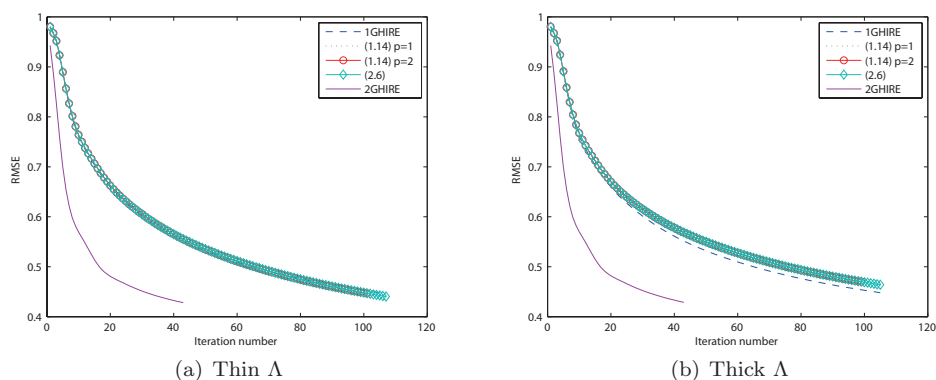 1
0.9
0.8
0.7
0.6
0.5
0.4
RMSE
0 20 40 60 80 100 120
Iteration number
1GHIRE
(1.14) p=1
(1.14) p=2
(2.6)
2GHIRE
(a) Thin Λ
1
0.9
0.8
0.7
0.6
0.5
0.4
RMSE
0 20 40 60 80 100 120
Iteration number
1GHIRE
(1.14) p=1
(1.14) p=2
(2.6)
2GHIRE
(b) Thick Λ